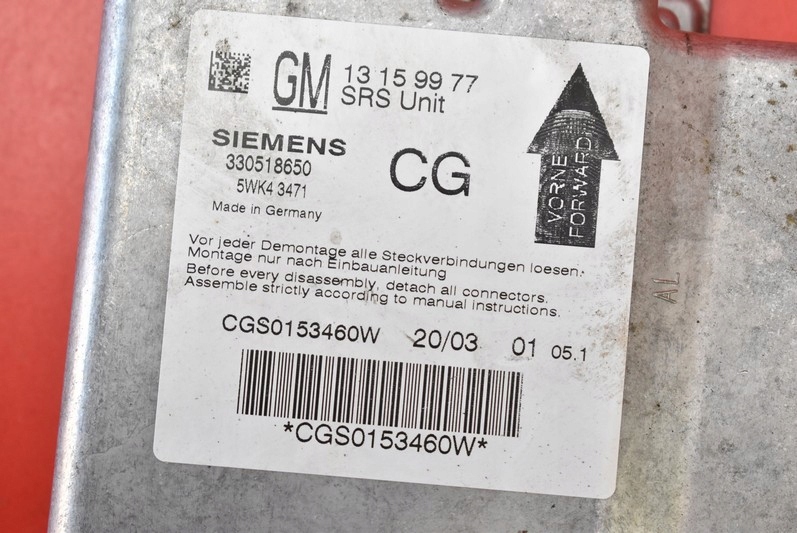 GM 13 15 99 77
SRS Unit
SIEMENS
330518650
5WK4 3471
Made in Germany
CG
VORNE
FORWARD
Vor jeder Demontage alle Steckverbindungen loesen.
Montage nur nach Einbauanleitung
Before every disassembly, detach all connectors.
Assemble strictly according to manual instructions.
CGS0153460W 20/03 01 05.1
*CGS0153460W*
AL